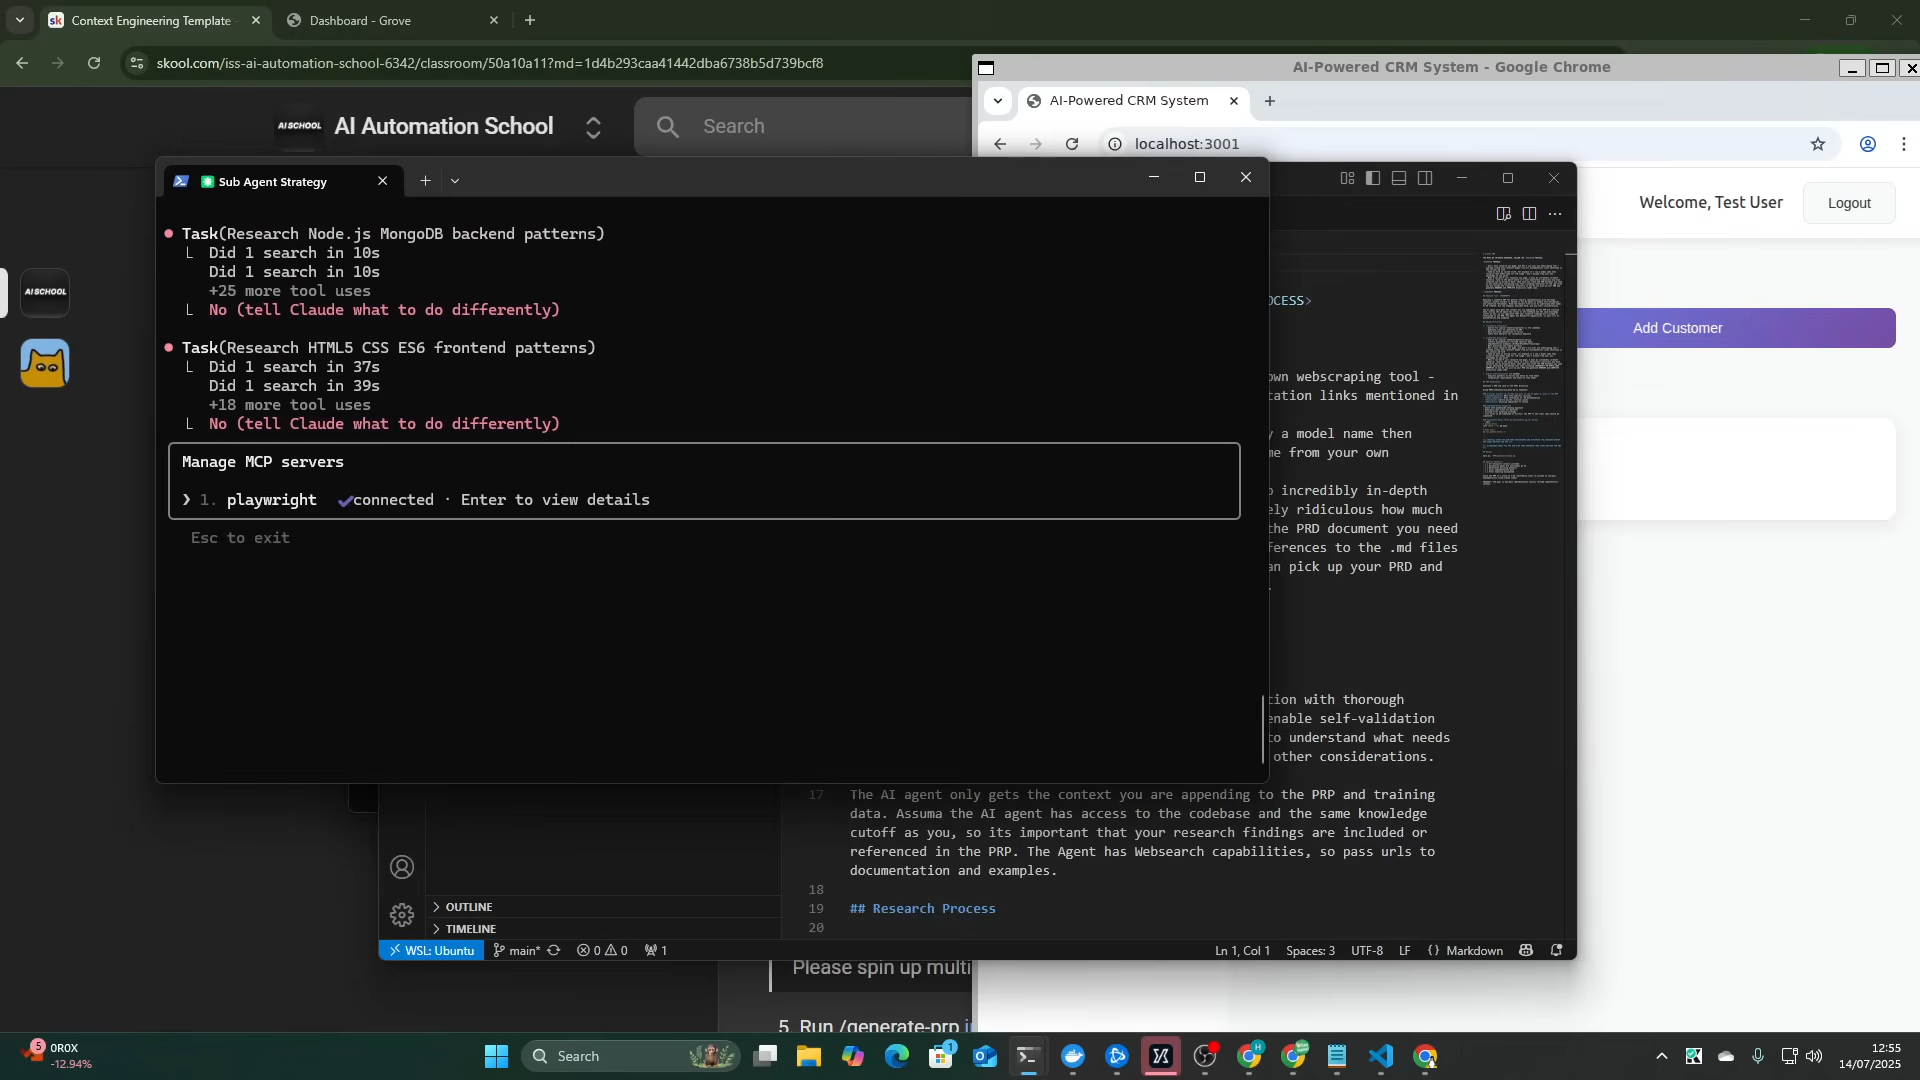 sk Context Engineering Template
Dashboard - Grove
skool.com/iss-ai-automation-school-6342/classroom/50a10a11?md=1d4b293caa41442dba6738b5d739bcf8
AI SCHOOL
AI Automation School
Search
AI-Powered CRM System - Google Chrome
AI-Powered CRM System
localhost:3001
Welcome, Test User
Logout
Add Customer
AI SCHOOL
Sub Agent Strategy
Task(Research Node.js MongoDB backend patterns)
Did 1 search in 10s
Did 1 search in 10s
+25 more tool uses
No (tell Claude what to do differently)
Task(Research HTML5 CSS ES6 frontend patterns)
Did 1 search in 37s
Did 1 search in 39s
+18 more tool uses
No (tell Claude what to do differently)
Manage MCP servers
❯ 1. playwright ✔connected · Enter to view details
Esc to exit
OCESS>
own webscraping tool -
tation links mentioned in
y a model name then
me from your own
o incredibly in-depth
ely ridiculous how much
the PRD document you need
ferences to the .md files
an pick up your PRD and
.
tion with thorough
enable self-validation
to understand what needs
other considerations.
17 The AI agent only gets the context you are appending to the PRP and training
data. Assuma the AI agent has access to the codebase and the same knowledge
cutoff as you, so its important that your research findings are included or
referenced in the PRP. The Agent has Websearch capabilities, so pass urls to
documentation and examples.
18
19 ## Research Process
20
OUTLINE
TIMELINE
WSL: Ubuntu
main*
0 0
1
Ln 1, Col 1
Spaces: 3
UTF-8
LF
{} Markdown
Please spin up multi
5. Run /generate-prp i
5
0R0X
-12.94%
Search
1
12:55
14/07/2025